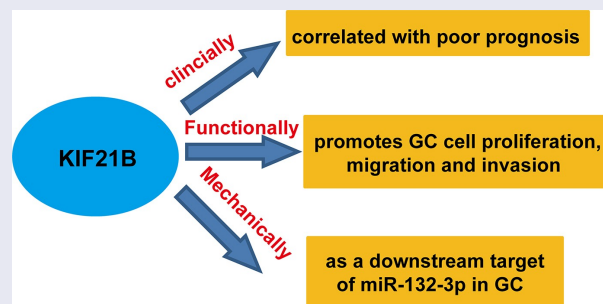 KIF21B
clincially
correlated with poor prognosis
Functionally
promotes GC cell proliferation,
migration and invasion
Mechanically
as a downstream target
of miR-132-3p in GC